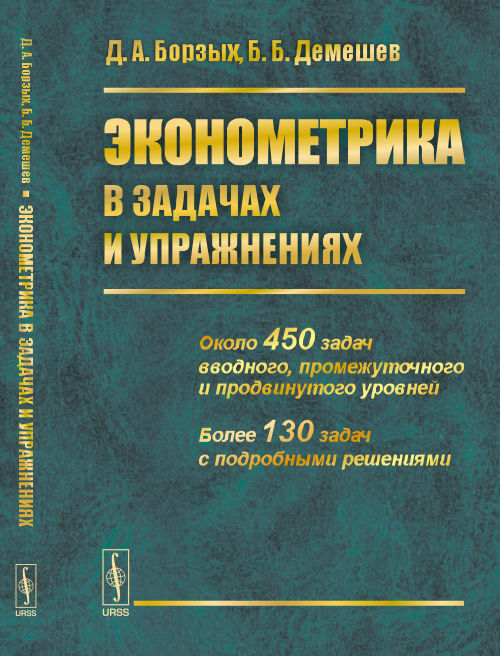 Д. А. Борзых, Б. Б. Демешев ▪ ЭКОНОМЕТРИКА В ЗАДАЧАХ И УПРАЖНЕНИЯХ
URSS
Д. А. Борзых, Б. Б. Демешев
ЭКОНОМЕТРИКА
В ЗАДАЧАХ
И УПРАЖНЕНИЯХ
Около 450 задач
вводного, промежуточного
и продвинутого уровней
Более 130 задач
с подробными решениями
URSS